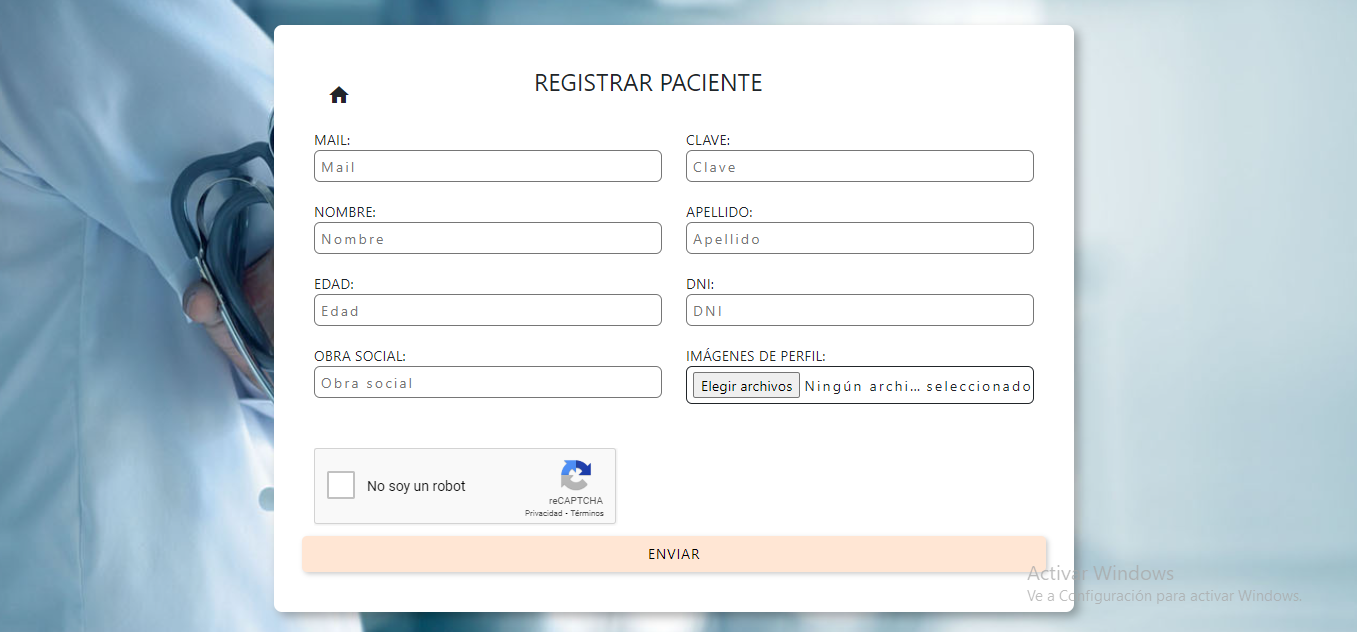 REGISTRAR PACIENTE
MAIL:
Mail
CLAVE:
Clave
NOMBRE:
Nombre
APELLIDO:
Apellido
EDAD:
Edad
DNI:
DNI
OBRA SOCIAL:
Obra social
IMÁGENES DE PERFIL:
Elegir archivos Ningún archi... seleccionado
No soy un robot
reCAPTCHA
Privacidad - Términos
ENVIAR
Activar Windows
Ve a Configuración para activar Windows.